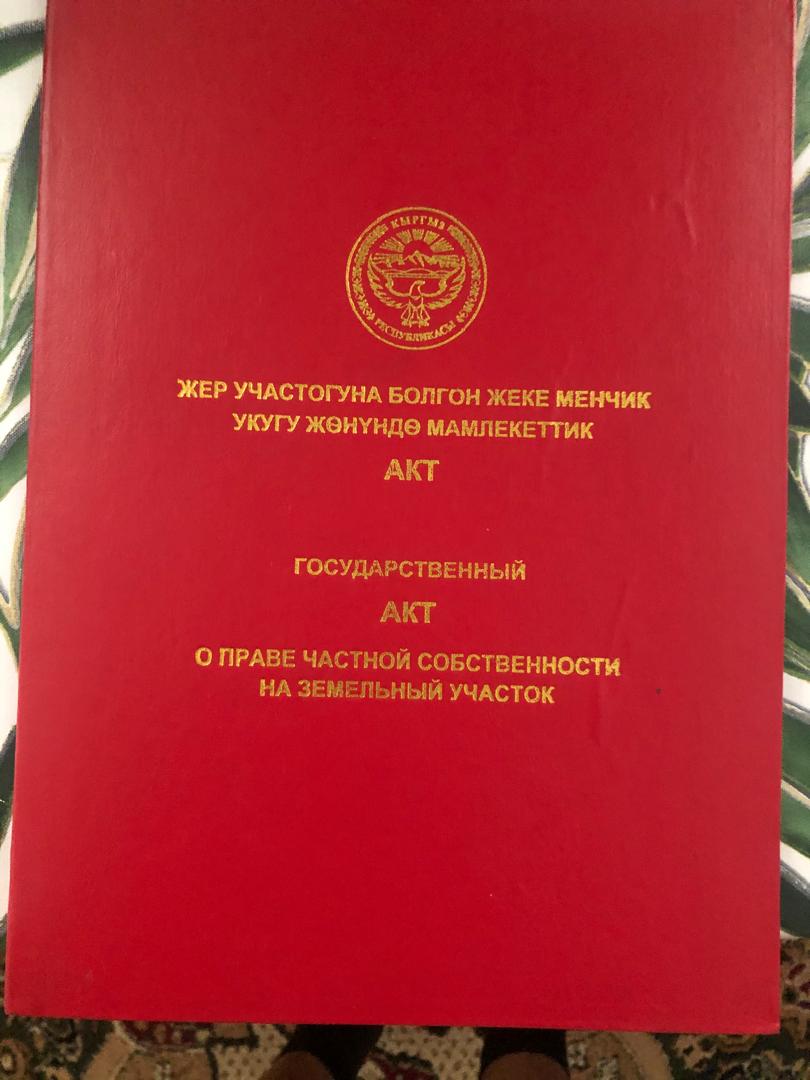 КЫРГЫЗ
РЕСПУБЛИКАСЫ
ЖЕР УЧАСТОГУНА БОЛГОН ЖЕКЕ МЕНЧИК
УКУГУ ЖӨНҮНДӨ МАМЛЕКЕТТИК
АКТ
ГОСУДАРСТВЕННЫЙ
АКТ
О ПРАВЕ ЧАСТНОЙ СОБСТВЕННОСТИ
НА ЗЕМЕЛЬНЫЙ УЧАСТОК